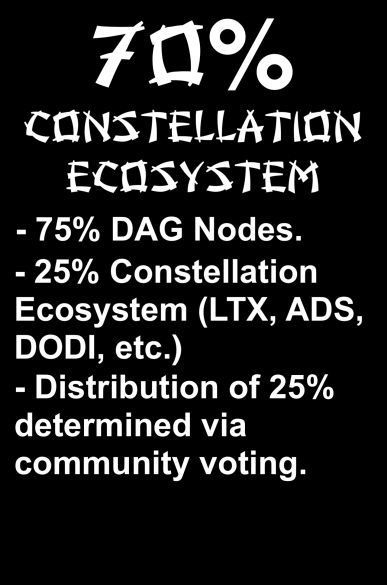 70%
CONSTELLATION
ECOSYSTEM
- 75% DAG Nodes.
- 25% Constellation
Ecosystem (LTX, ADS,
DODI, etc.)
- Distribution of 25%
determined via
community voting.